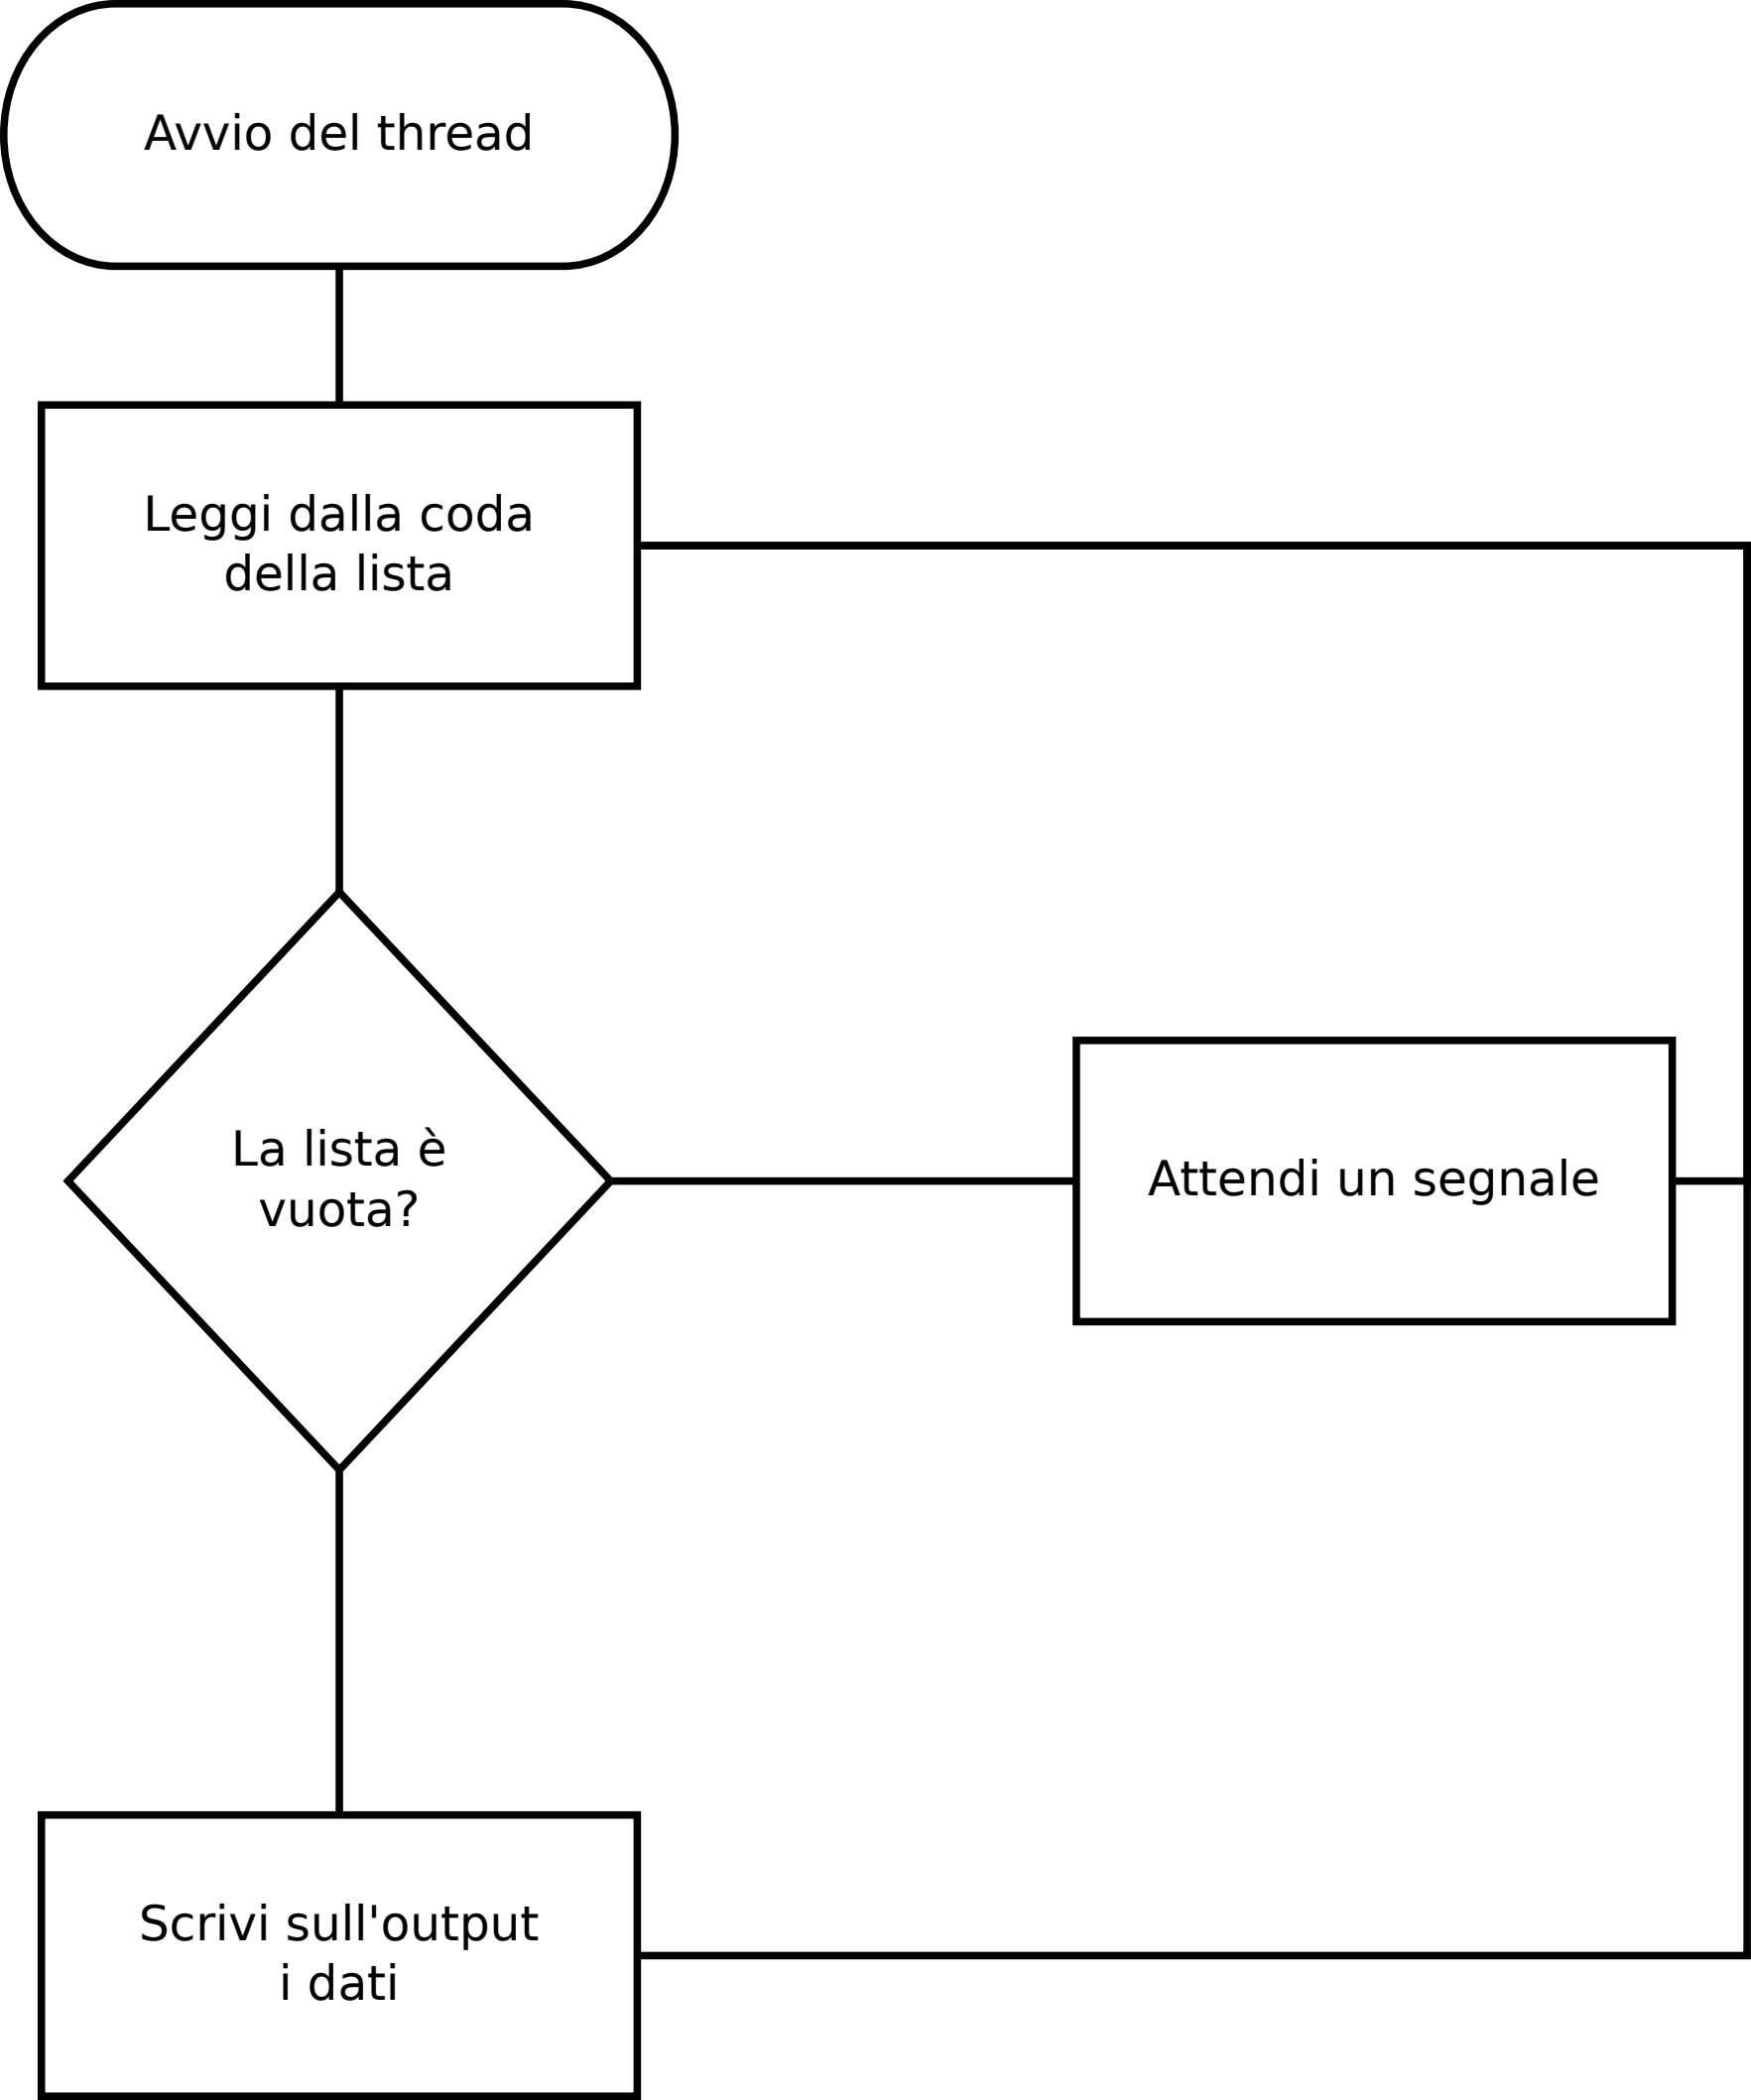 Avvio del thread
Leggi dalla coda
della lista
La lista è
vuota?
Attendi un segnale
Scrivi sull'output
i dati